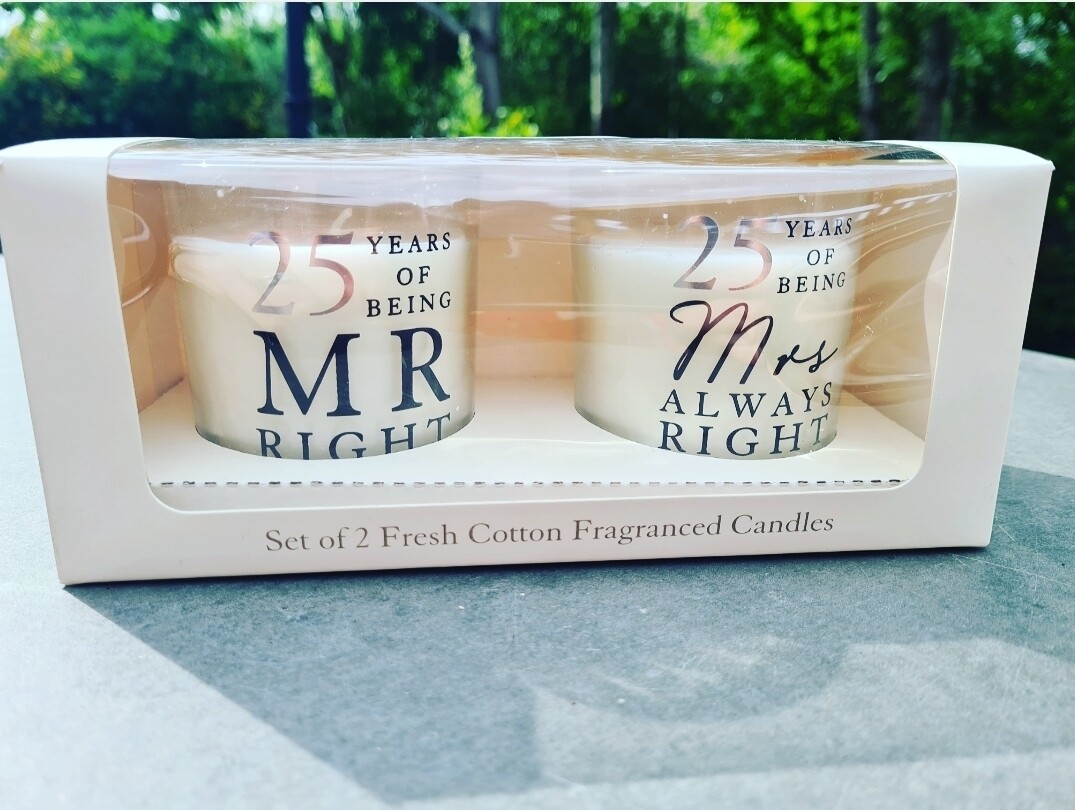 25 YEARS
OF
BEING
MR
RIGHT
25 YEARS
OF
BEING
Mrs
ALWAYS
RIGHT
Set of 2 Fresh Cotton Fragranced Candles